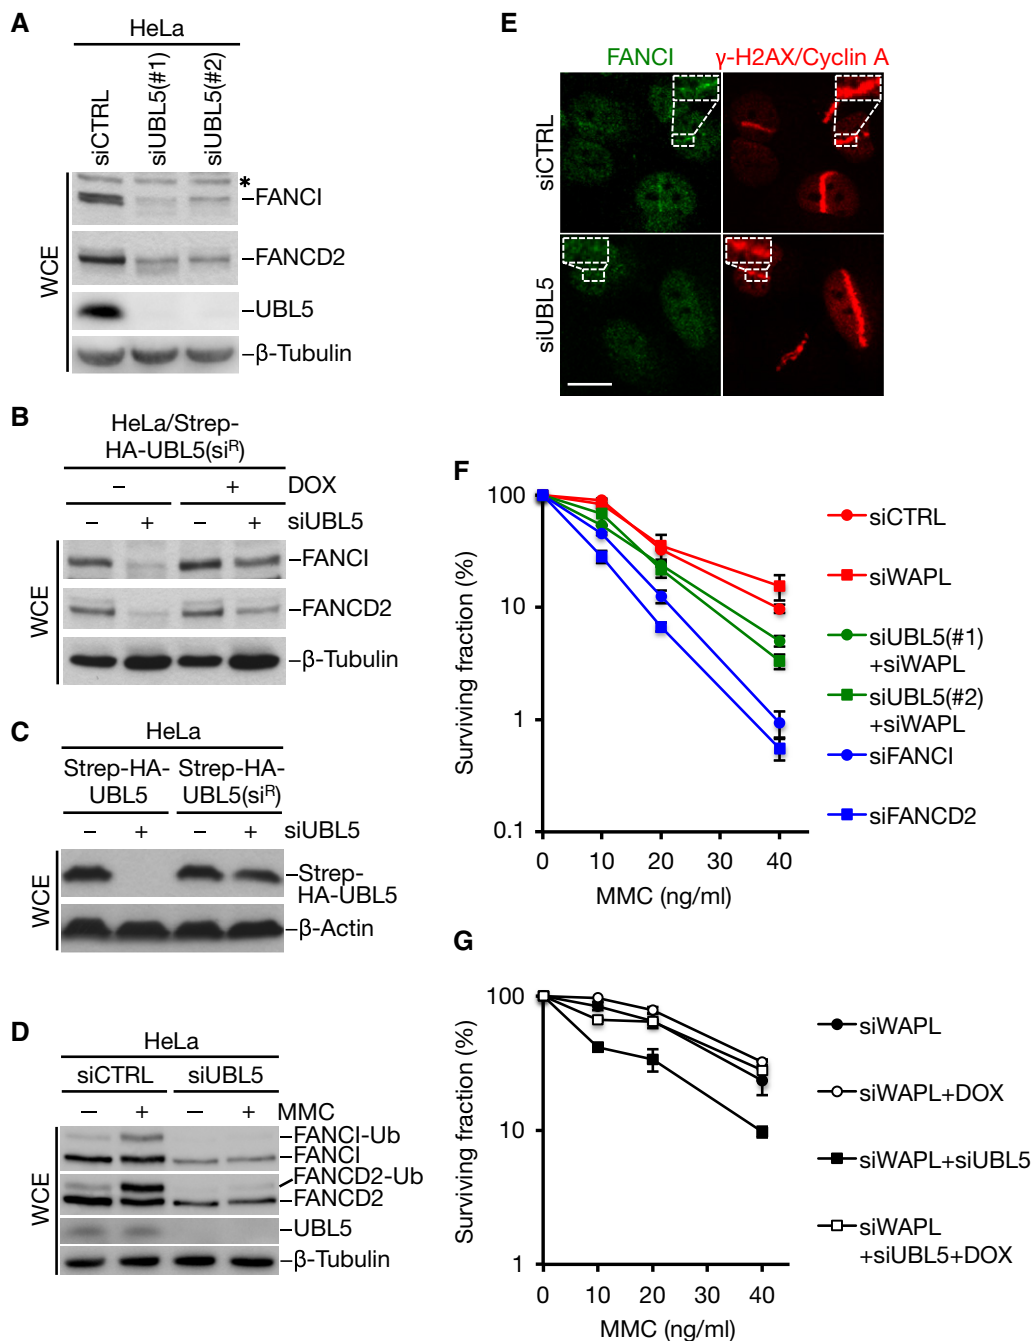 A
HeLa
siCTRL
siUBL5(#1)
siUBL5(#2)
*
–FANCI
–FANCD2
–UBL5
–β-Tubulin
WCE
B
HeLa/Strep-
HA-UBL5(siR)
– + DOX
– + – + siUBL5
–FANCI
–FANCD2
–β-Tubulin
WCE
C
HeLa
Strep-HA-
UBL5
Strep-HA-
UBL5(siR)
– + – + siUBL5
–Strep-
HA-UBL5
–β-Actin
WCE
D
HeLa
siCTRL siUBL5
– + – + MMC
–FANCI-Ub
–FANCI
FANCD2-Ub
–FANCD2
–UBL5
–β-Tubulin
WCE
E
FANCI γ-H2AX/Cyclin A
siCTRL
siUBL5
F
Surviving fraction (%)
100
10
1
0.1
0 10 20 30 40
MMC (ng/ml)
siCTRL
siWAPL
siUBL5(#1)
+siWAPL
siUBL5(#2)
+siWAPL
siFANCI
siFANCD2
G
Surviving fraction (%)
100
10
1
0 10 20 30 40
MMC (ng/ml)
siWAPL
siWAPL+DOX
siWAPL+siUBL5
siWAPL
+siUBL5+DOX